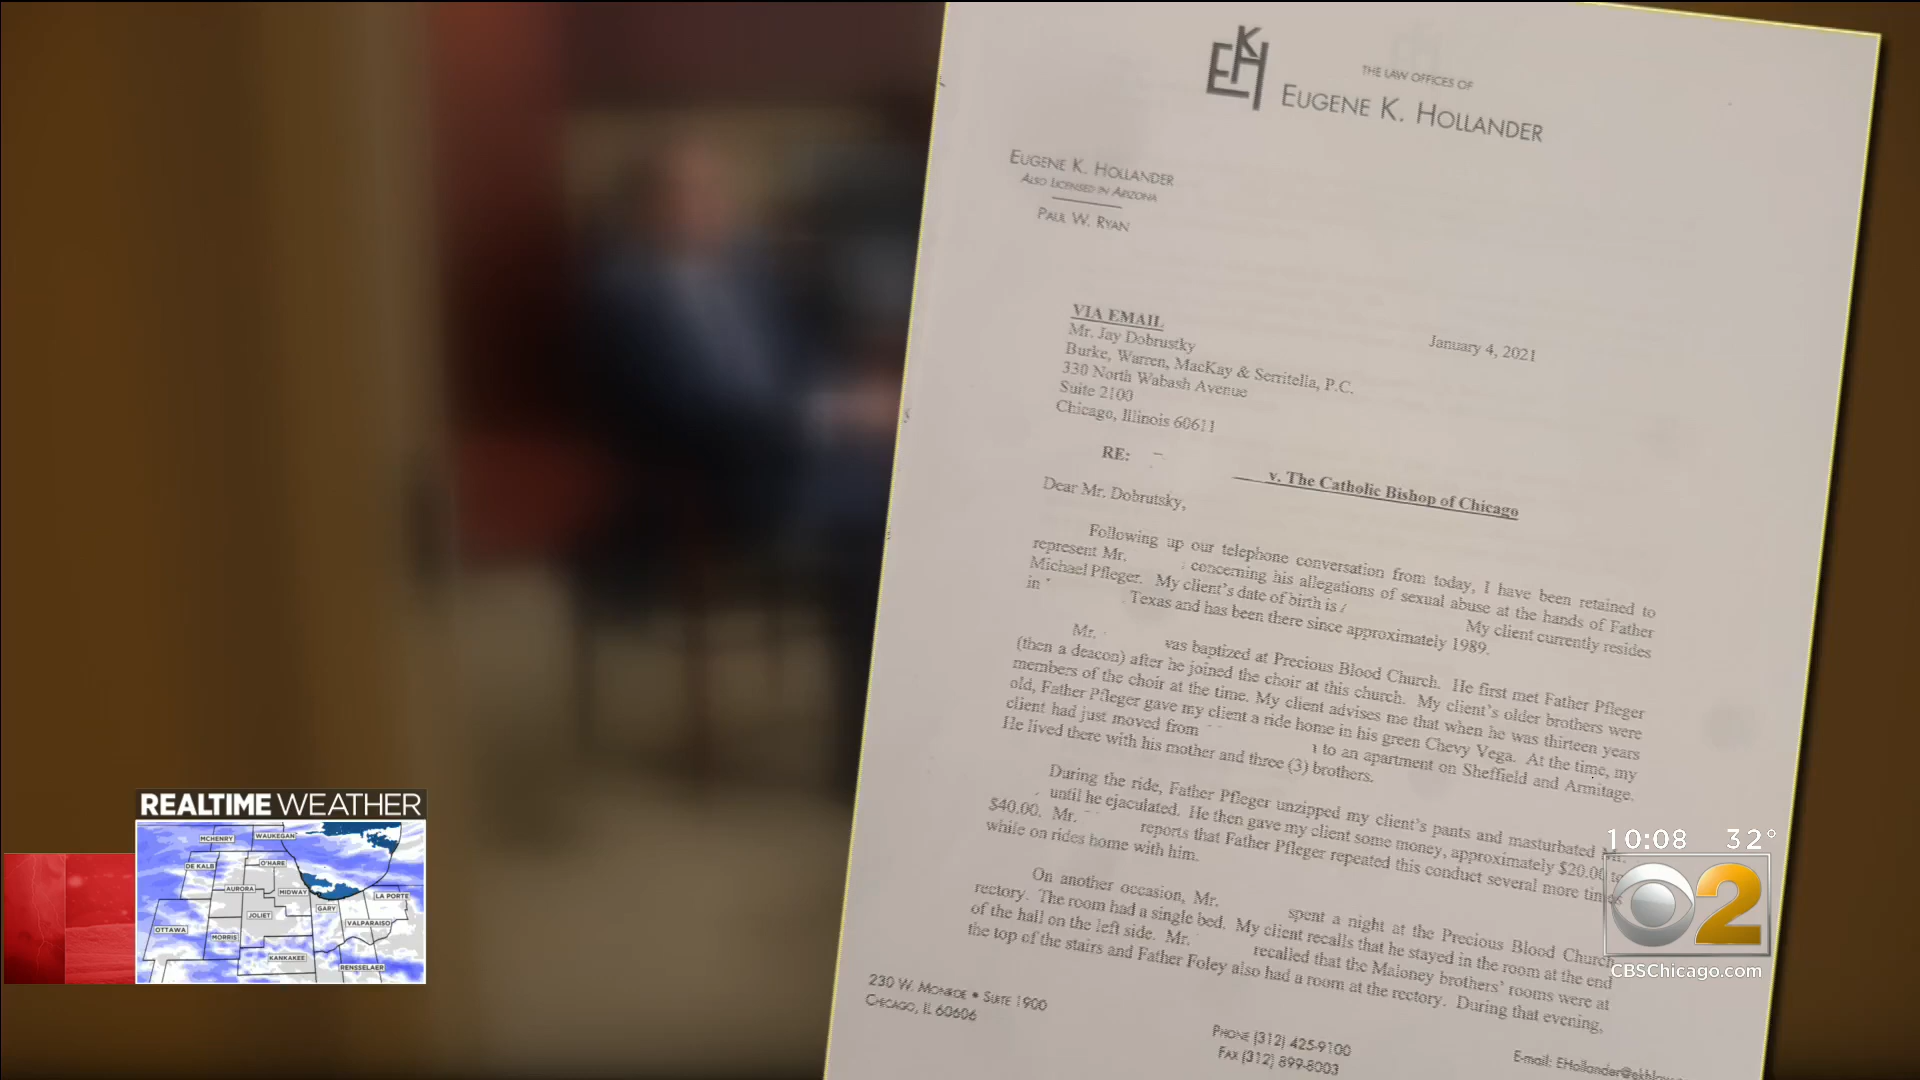 THE LAW OFFICES OF
EUGENE K. HOLLANDER
EKH
EUGENE K. HOLLANDER
ALSO LICENSED IN ARIZONA
PAUL W. RYAN
VIA EMAIL
January 4, 2021
Mr. Jay Dobrustky
Burke, Warren, MacKay & Serritella, P.C.
330 North Wabash Avenue
Suite 2100
Chicago, Illinois 60611
RE:
v. The Catholic Bishop of Chicago
Dear Mr. Dobrutsky,
Following up our telephone conversation from today, I have been retained to
represent Mr. concerning his allegations of sexual abuse at the hands of Father
Michael Pfleger. My client's date of birth is My client currently resides
in Texas and has been there since approximately 1989.
Mr. was baptized at Precious Blood Church. He first met Father Pfleger
(then a deacon) after he joined the choir at this church. My client's older brothers were
members of the choir at the time. My client advises me that when he was thirteen years
old, Father Pfleger gave my client a ride home in his green Chevy Vega. At the time, my
client had just moved from to an apartment on Sheffield and Armitage.
He lived there with his mother and three (3) brothers.
During the ride, Father Pfleger unzipped my client's pants and masturbated Mr.
until he ejaculated. He then gave my client some money, approximately $20.00 to
$40.00. Mr. reports that Father Pfleger repeated this conduct several more times
while on rides home with him.
On another occasion, Mr. spent a night at the Precious Blood Church
rectory. The room had a single bed. My client recalls that he stayed in the room at the end
of the hall on the left side. Mr. recalled that the Maloney brothers' rooms were at
the top of the stairs and Father Foley also had a room at the rectory. During that evening,
230 W. MONROE • SUITE 1900
CHICAGO, IL 60606
PHONE (312) 425-9100
FAX (312) 899-8003
E-mail:
REALTIME WEATHER
MCHENRY
WAUKEGAN
DE KALB
O'HARE
AURORA
MIDWAY
LA PORTE
GARY
JOLIET
VALPARAISO
OTTAWA
MORRIS
KANKAKEE
RENSSELAER
10:08 32°
2
CBSChicago.com